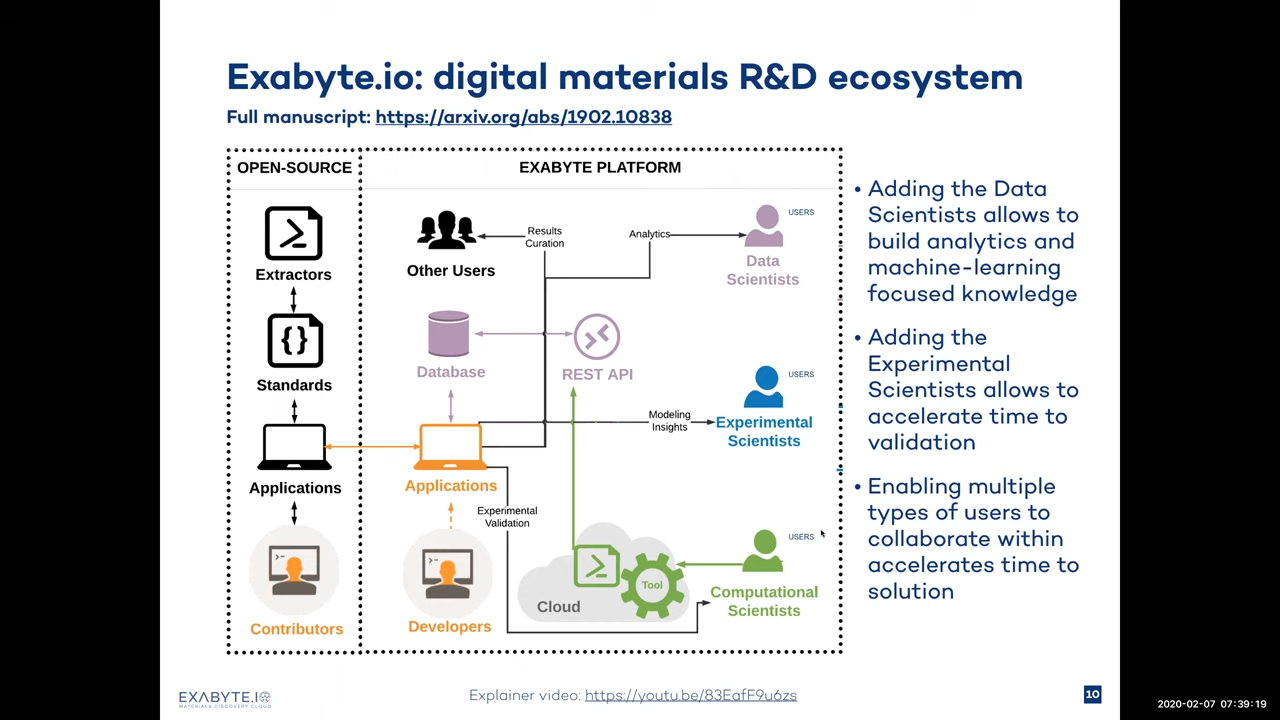 Exabyte.io: digital materials R&D ecosystem
Full manuscript: https://arxiv.org/abs/1902.10838
OPEN-SOURCE
EXABYTE PLATFORM
Extractors
Standards
Applications
Contributors
Other Users
Results
Curation
Analytics
USERS
Data
Scientists
Database
REST API
USERS
Modeling
Insights
Experimental
Scientists
Applications
Experimental
Validation
Developers
Cloud
Tool
USERS
Computational
Scientists
• Adding the Data
Scientists allows to
build analytics and
machine-learning
focused knowledge
• Adding the
Experimental
Scientists allows to
accelerate time to
validation
• Enabling multiple
types of users to
collaborate within
accelerates time to
solution
EXABYTE.IO
MATERIALS DISCOVERY CLOUD
Explainer video: https://youtu.be/83EafF9u6zs
10
2020-02-07 07:39:19